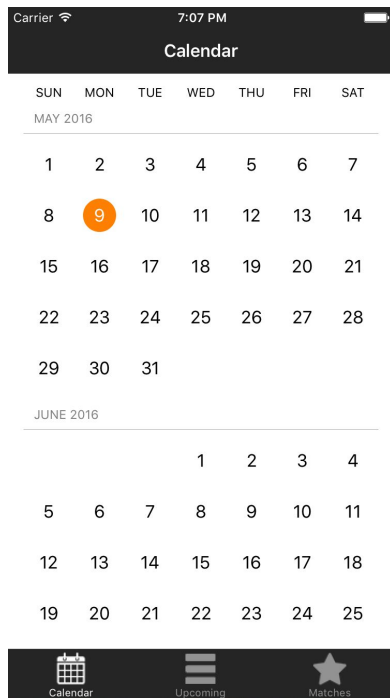 Carrier 7:07 PM
Calendar
SUN MON TUE WED THU FRI SAT
MAY 2016
1 2 3 4 5 6 7
8 9 10 11 12 13 14
15 16 17 18 19 20 21
22 23 24 25 26 27 28
29 30 31
JUNE 2016
1 2 3 4
5 6 7 8 9 10 11
12 13 14 15 16 17 18
19 20 21 22 23 24 25
Calendar Upcoming Matches